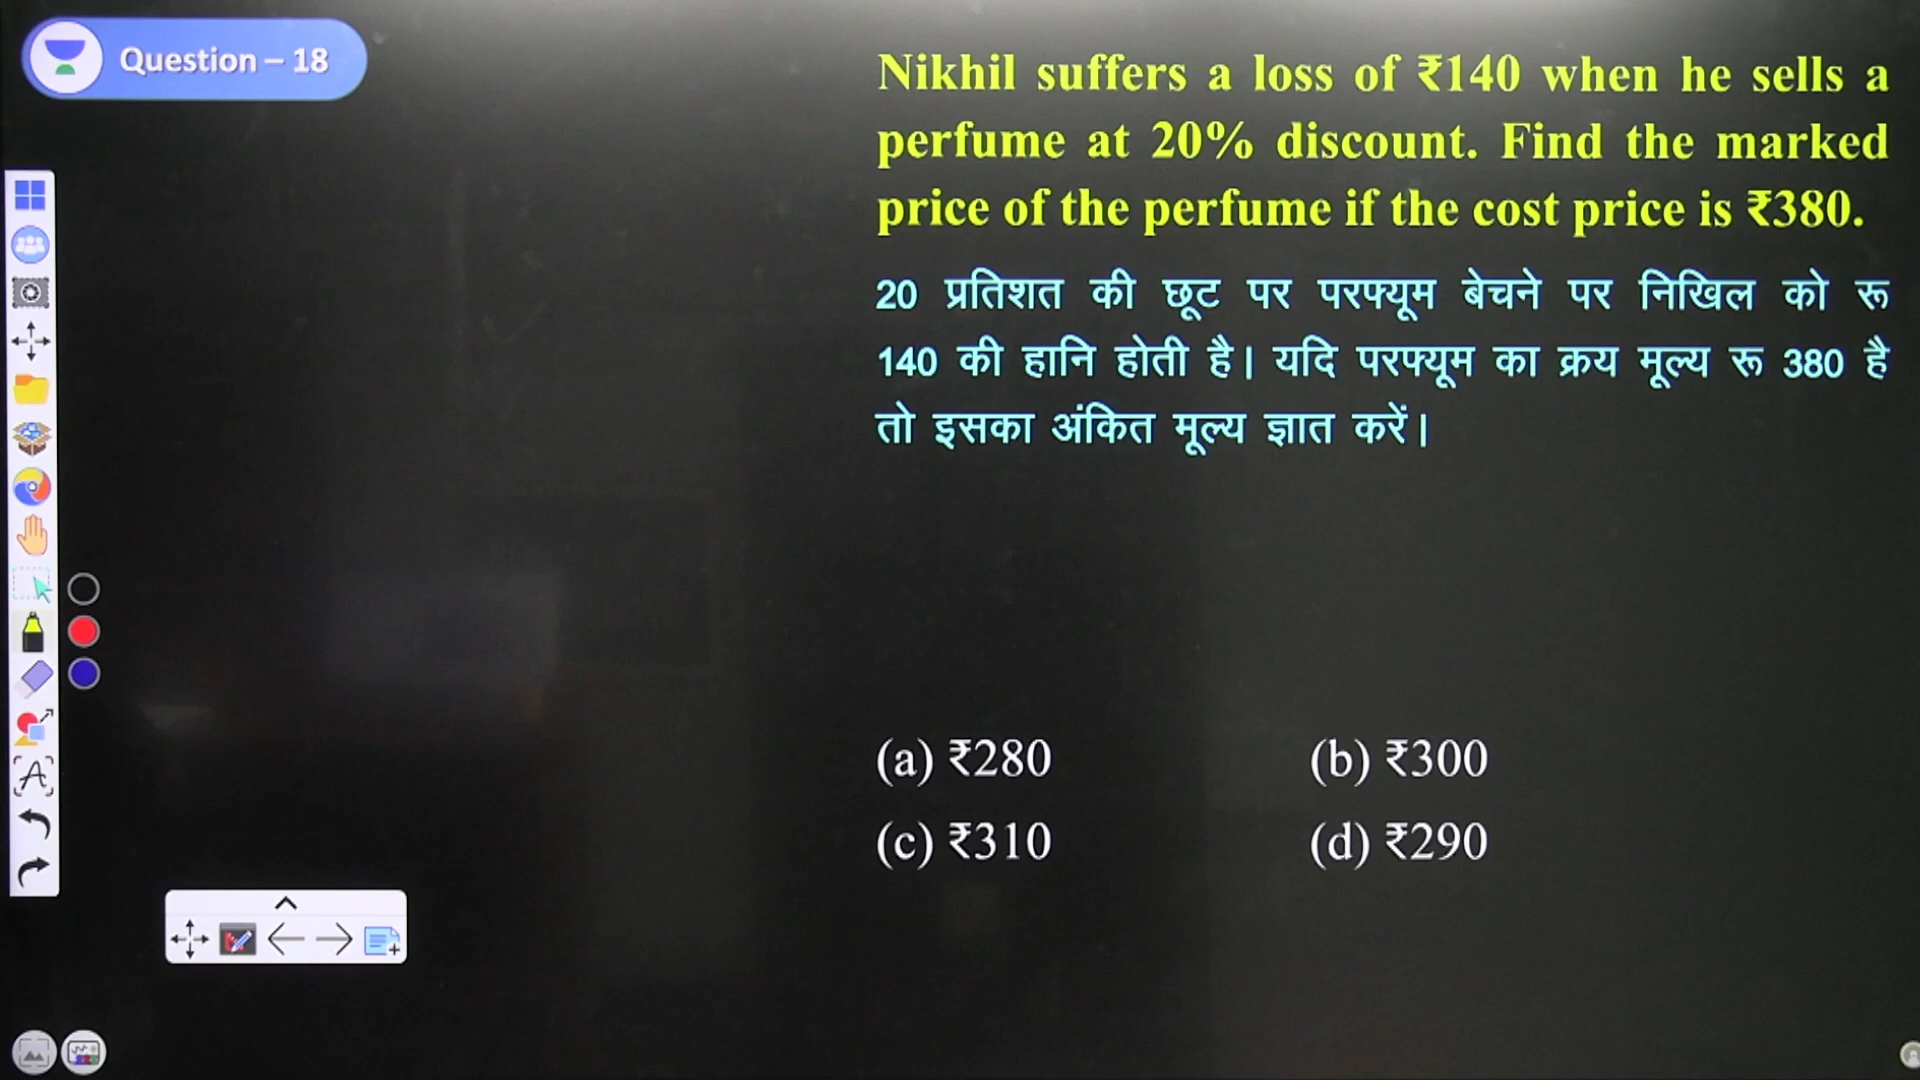 Question – 18
Nikhil suffers a loss of ₹140 when he sells a
perfume at 20% discount. Find the marked
price of the perfume if the cost price is ₹380.
20 प्रतिशत की छूट पर परफ्यूम बेचने पर निखिल को रू
140 की हानि होती है। यदि परफ्यूम का क्रय मूल्य रू 380 है
तो इसका अंकित मूल्य ज्ञात करें।
(a) ₹280 (b) ₹300
(c) ₹310 (d) ₹290